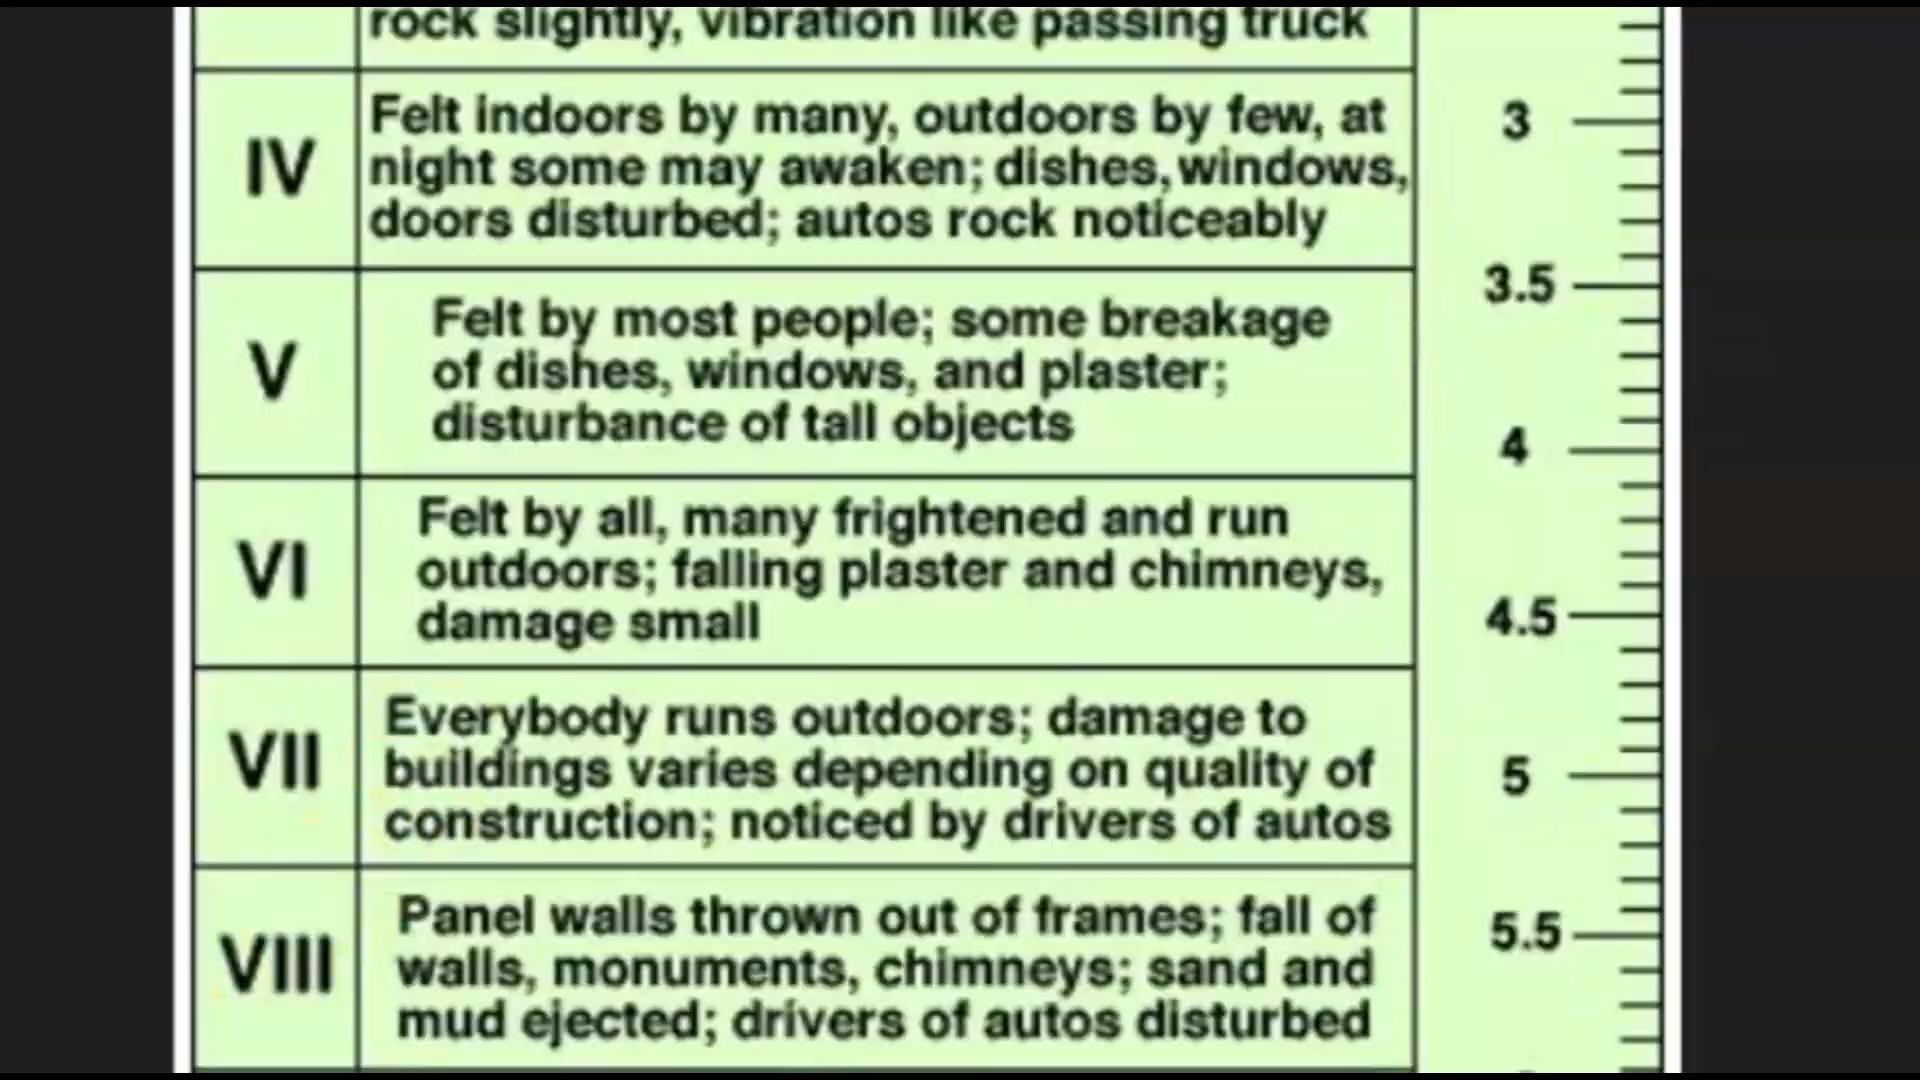 rock slightly, vibration like passing truck
IV
Felt indoors by many, outdoors by few, at
night some may awaken; dishes, windows,
doors disturbed; autos rock noticeably
V
Felt by most people; some breakage
of dishes, windows, and plaster;
disturbance of tall objects
VI
Felt by all, many frightened and run
outdoors; falling plaster and chimneys,
damage small
VII
Everybody runs outdoors; damage to
buildings varies depending on quality of
construction; noticed by drivers of autos
VIII
Panel walls thrown out of frames; fall of
walls, monuments, chimneys; sand and
mud ejected; drivers of autos disturbed
3
3.5
4
4.5
5
5.5